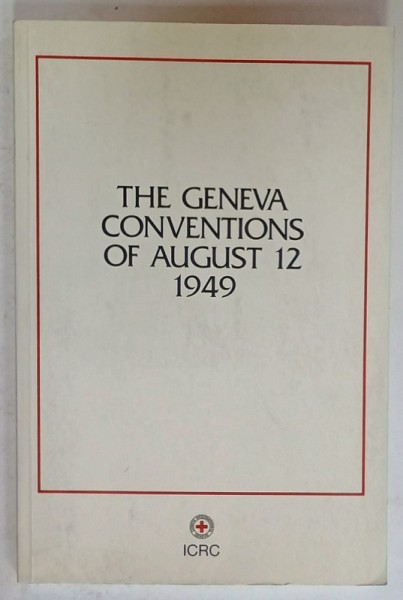 THE GENEVA
CONVENTIONS
OF AUGUST 12
1949
ICRC